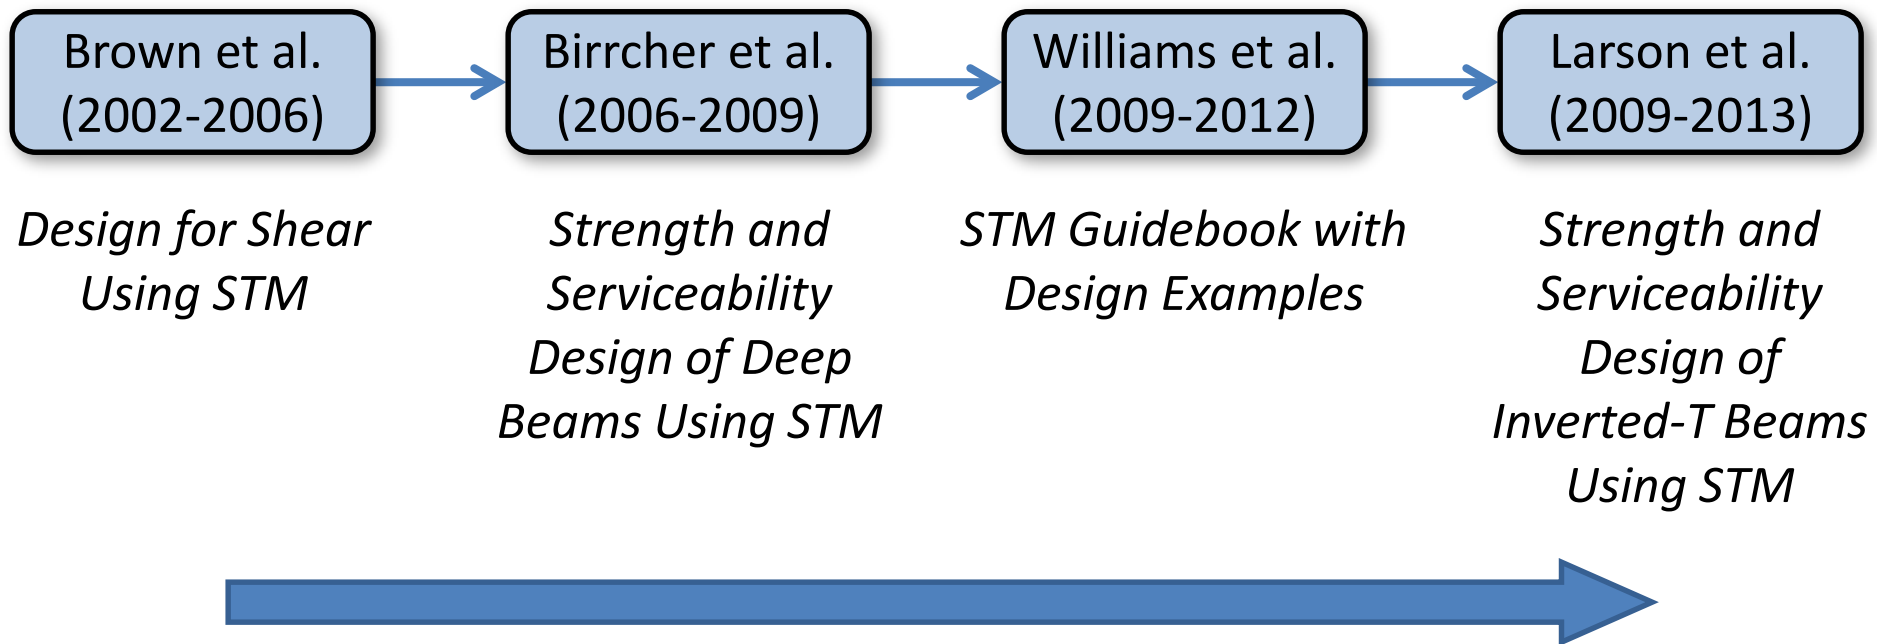 Brown et al.
(2002-2006)
Birrcher et al.
(2006-2009)
Williams et al.
(2009-2012)
Larson et al.
(2009-2013)
Design for Shear
Using STM
Strength and
Serviceability
Design of Deep
Beams Using STM
STM Guidebook with
Design Examples
Strength and
Serviceability
Design of
Inverted-T Beams
Using STM